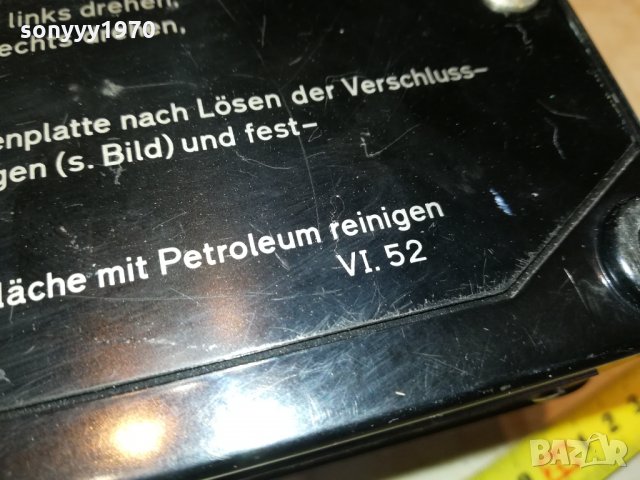 sonyyy1970,
links drehen,
sonyyy1970,
echts drehen,
enplatte nach Lösen der Verschluss-
gen (s. Bild) und fest-
läche mit Petroleum reinigen
VI. 52
BAZAR